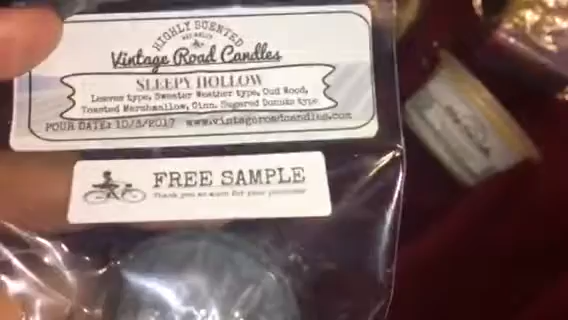 HIGHLY SCENTED
Vintage Road Candles
SLEEPY HOLLOW
Leaves type, Sweater Weather type, Oud Wood,
Toasted Marshmallow, Cinn. Sugared Donuts type
POUR DATE: 10/3/2017 www.vintageroadcandles.com
FREE SAMPLE
Thank you so much for your purchase!